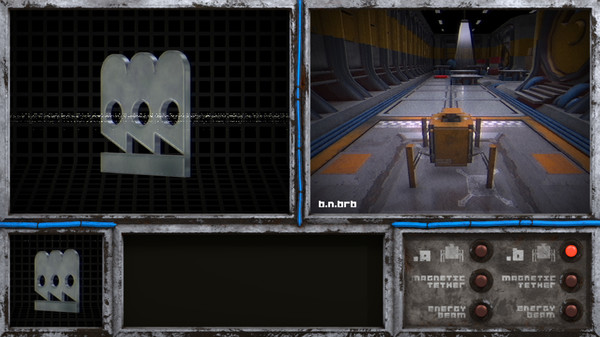 b.n.brb
.a
.b
MAGNETIC
TETHER
MAGNETIC
TETHER
ENERGY
BEAM
ENERGY
BEAM